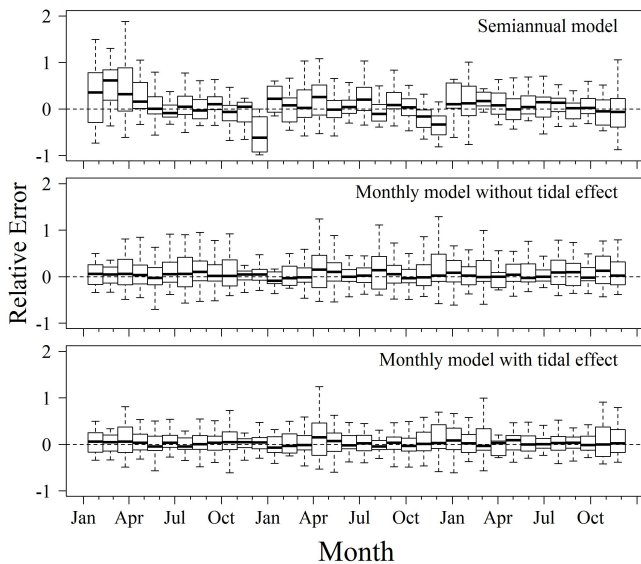 2
Semiannual model
1
0
-1
2
Monthly model without tidal effect
1
0
-1
2
Monthly model with tidal effect
1
0
-1
Relative Error
Jan Apr Jul Oct Jan Apr Jul Oct Jan Apr Jul Oct
Month